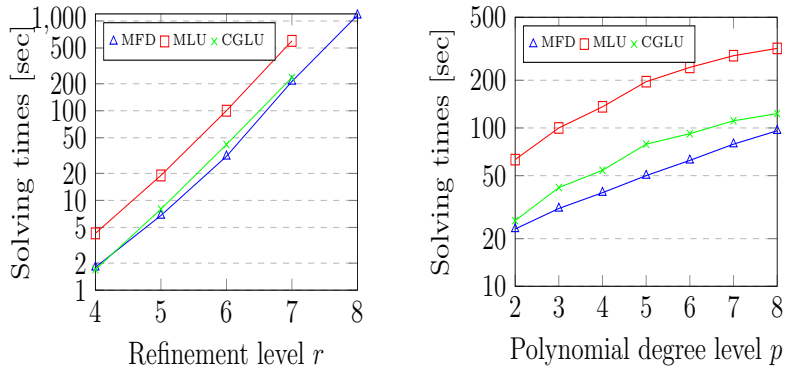 Solving times [sec]
1,000
500
200
100
50
20
10
5
2
1
MFD MLU CGLU
4 5 6 7 8
Refinement level r
Solving times [sec]
500
200
100
50
20
10
MFD MLU CGLU
2 3 4 5 6 7 8
Polynomial degree level p